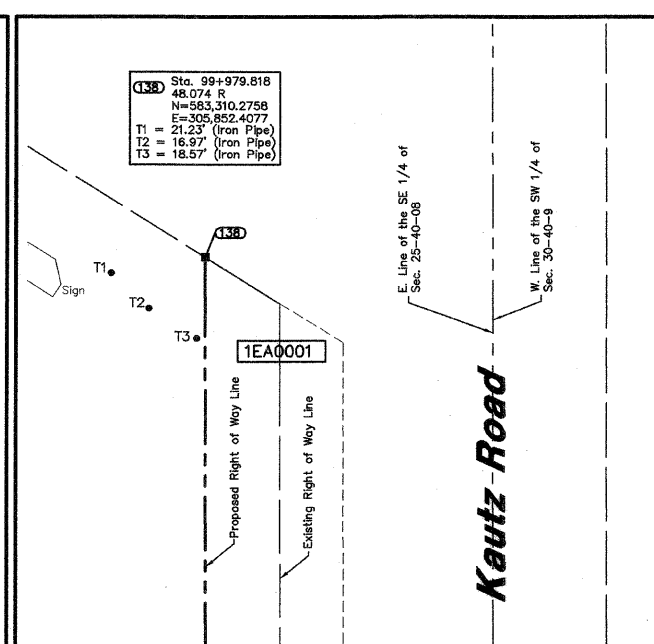 138 Sta. 99+979.818
48.074 R
N=583,310.2758
E=305,852.4077
T1 = 21.23' (Iron Pipe)
T2 = 16.97' (Iron Pipe)
T3 = 18.57' (Iron Pipe)
138
T1
Sign
T2
T3
1EA0001
Proposed Right of Way Line
Existing Right of Way Line
E. Line of the SE 1/4 of
Sec. 25-40-08
W. Line of the SW 1/4 of
Sec. 30-40-9
Kautz Road